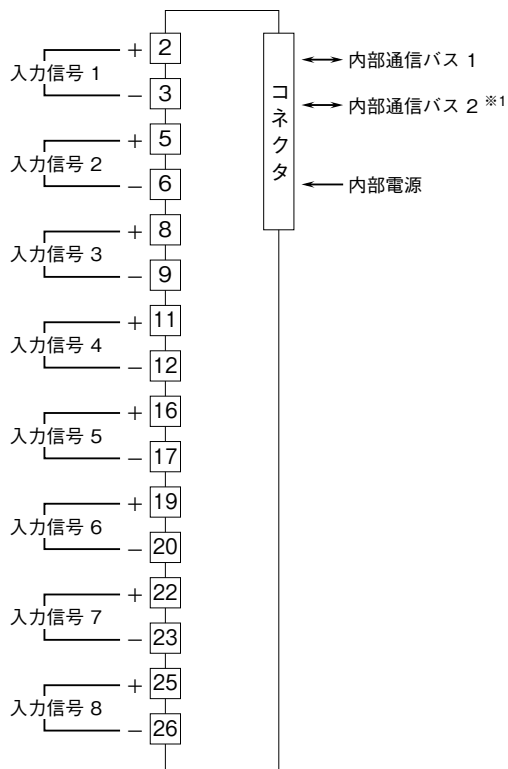 + 2
入力信号 1
− 3
+ 5
入力信号 2
− 6
+ 8
入力信号 3
− 9
+ 11
入力信号 4
− 12
+ 16
入力信号 5
− 17
+ 19
入力信号 6
− 20
+ 22
入力信号 7
− 23
+ 25
入力信号 8
− 26
コネクタ
内部通信バス 1
内部通信バス 2 ※1
内部電源